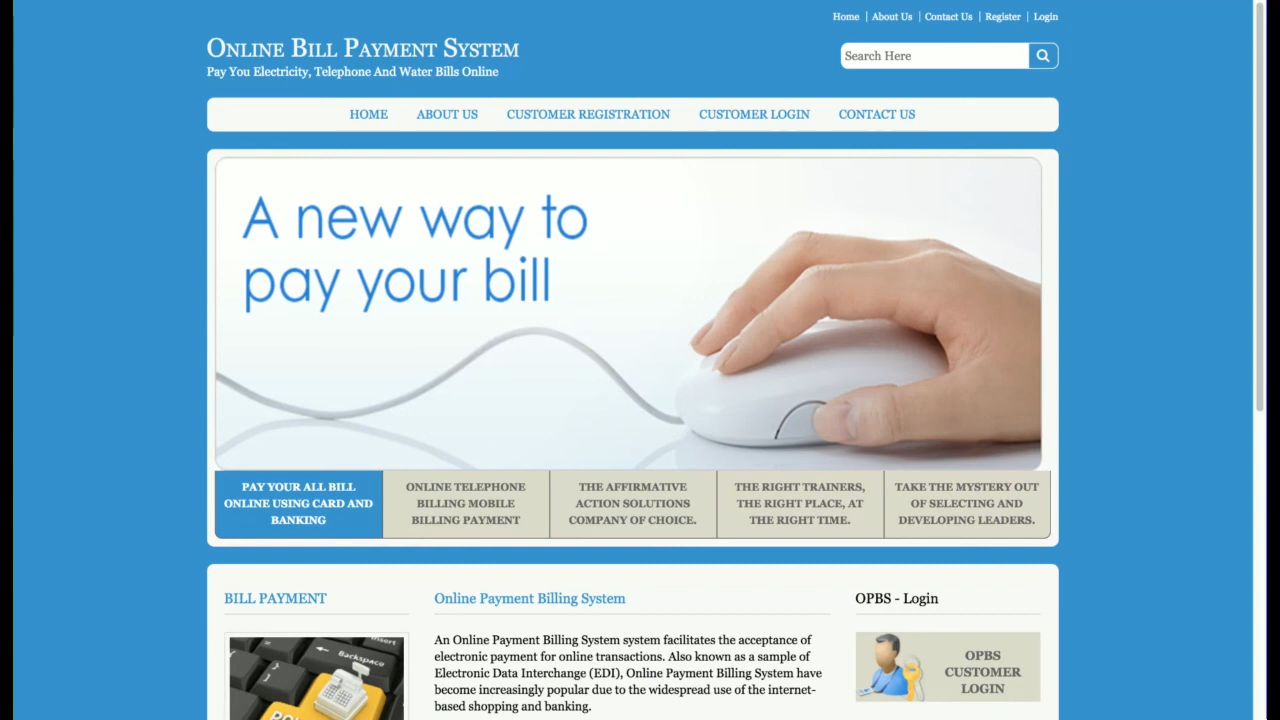 Home About Us Contact Us Register Login
Online Bill Payment System
Pay You Electricity, Telephone And Water Bills Online
Search Here
HOME ABOUT US CUSTOMER REGISTRATION CUSTOMER LOGIN CONTACT US
A new way to
pay your bill
PAY YOUR ALL BILL
ONLINE USING CARD AND
BANKING
ONLINE TELEPHONE
BILLING MOBILE
BILLING PAYMENT
THE AFFIRMATIVE
ACTION SOLUTIONS
COMPANY OF CHOICE.
THE RIGHT TRAINERS,
THE RIGHT PLACE, AT
THE RIGHT TIME.
TAKE THE MYSTERY OUT
OF SELECTING AND
DEVELOPING LEADERS.
BILL PAYMENT
Insert
Backspace
Online Payment Billing System
An Online Payment Billing System system facilitates the acceptance of
electronic payment for online transactions. Also known as a sample of
Electronic Data Interchange (EDI), Online Payment Billing System have
become increasingly popular due to the widespread use of the internet-
based shopping and banking.
OPBS - Login
OPBS
CUSTOMER
LOGIN